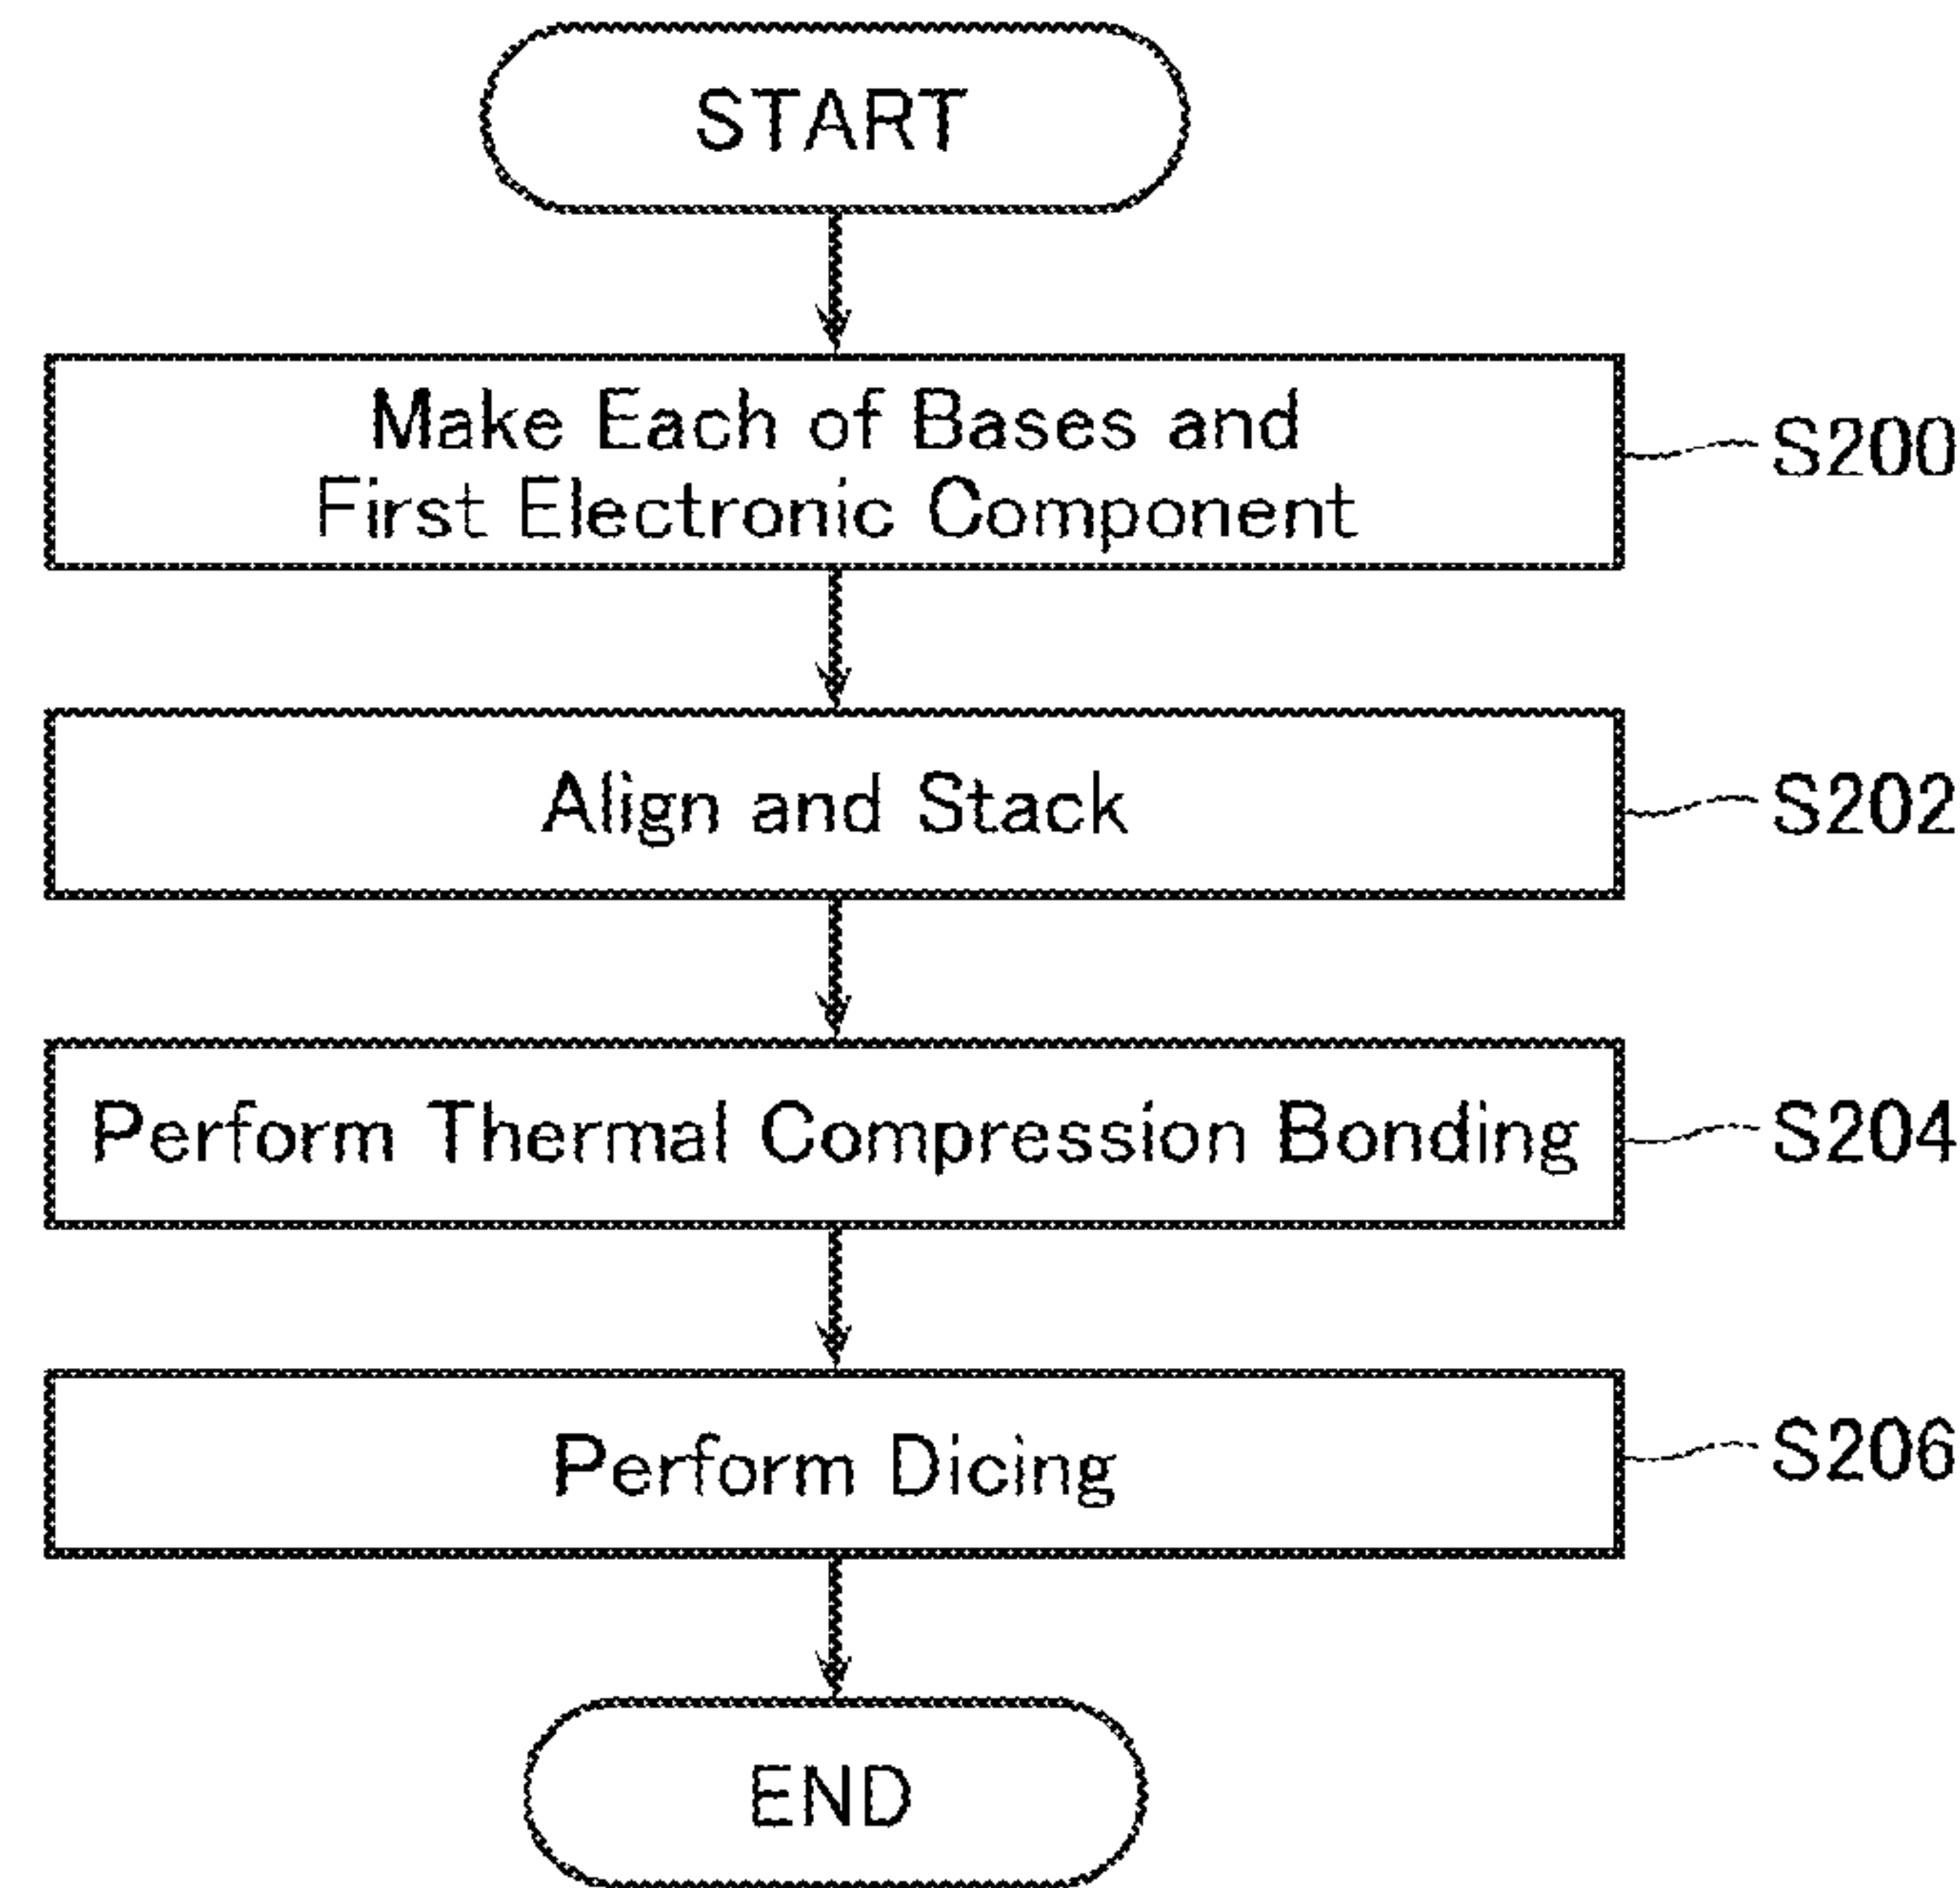 START
Make Each of Bases and
First Electronic Component
S200
Align and Stack
S202
Perform Thermal Compression Bonding
S204
Perform Dicing
S206
END